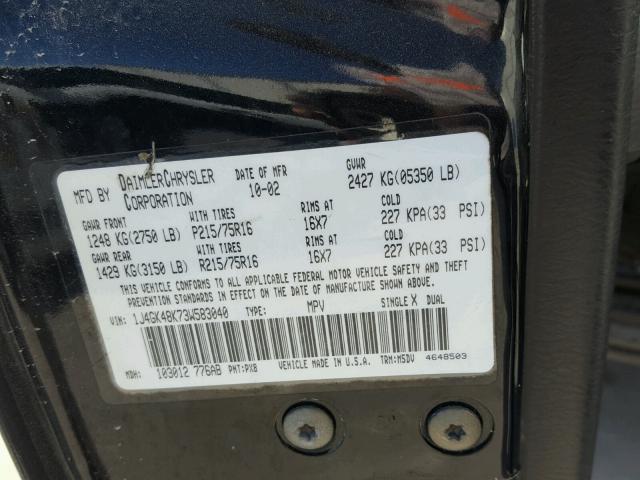 MFD BY DAIMLERCHRYSLER CORPORATION DATE OF MFR 10-02 GVWR 2427 KG(05350 LB)
GAWR FRONT WITH TIRES RIMS AT COLD
1248 KG(2750 LB) P215/75R16 16X7 227 KPA(33 PSI)
GAWR REAR WITH TIRES RIMS AT COLD
1429 KG(3150 LB) R215/75R16 16X7 227 KPA(33 PSI)
THIS VEHICLE CONFORMS TO ALL APPLICABLE FEDERAL MOTOR VEHICLE SAFETY AND THEFT
PREVENTION STANDARDS IN EFFECT ON THE DATE OF MANUFACTURE SHOWN ABOVE.
VIN: 1J4GK48K73W583040 TYPE: MPV SINGLE X DUAL
MDH: 103012 776AB PNT: PX8 VEHICLE MADE IN U.S.A. TRM: M5DV 4648503